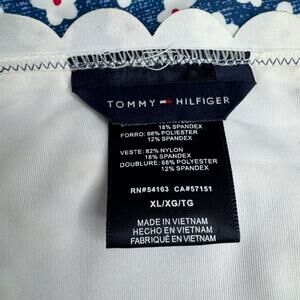 TOMMY HILFIGER
18% SPANDEX
FORRO: 88% POLIESTER
12% SPANDEX
VESTE: 82% NYLON
18% SPANDEX
DOUBLURE: 88% POLYESTER
12% SPANDEX
RN#54163 CA#57151
XL/XG/TG
MADE IN VIETNAM
HECHO EN VIETNAM
FABRIQUÉ EN VIETNAM